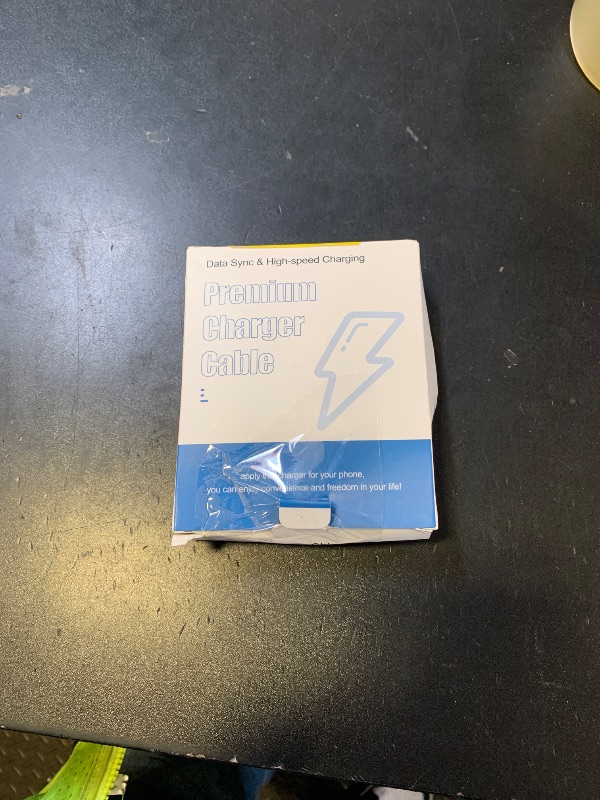 Data Sync & High-speed Charging
Premium
Charger
Cable
apply this charger for your phone,
you can enjoy convenience and freedom in your life!